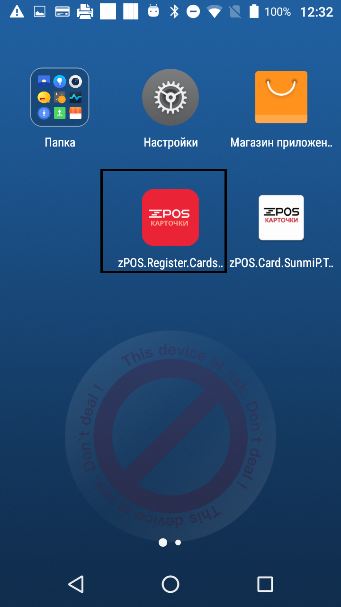 100% 12:32
Папка
Настройки
Магазин приложен..
ZPOS
КАРТОЧКИ
ZPOS
КАРТОЧКИ
zPOS.Register.Cards..
zPOS.Card.SunmiP.T..
This device is
Don't deal !
Don't deal !
This device